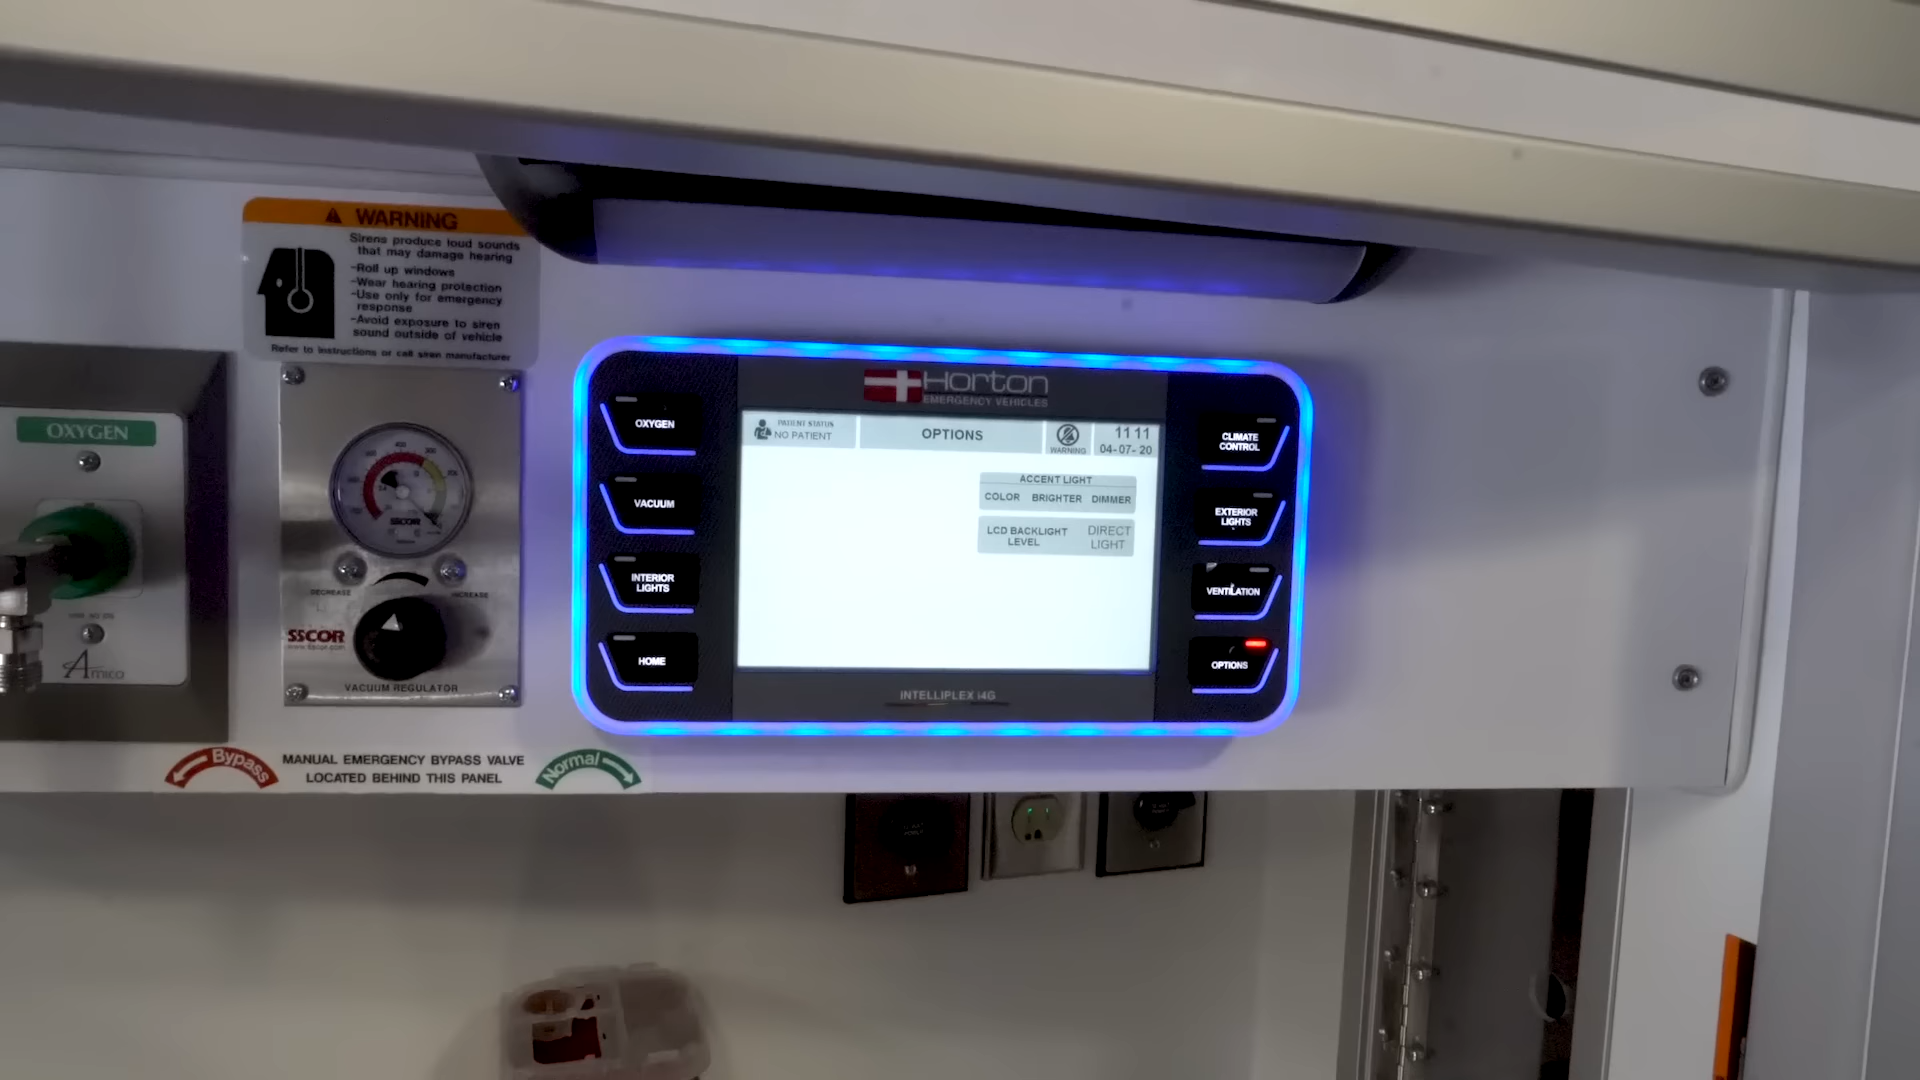 WARNING
Sirens produce loud sounds
that may damage hearing
-Roll up windows
-Wear hearing protection
-Use only for emergency
response
-Avoid exposure to siren
sound outside of vehicle
Refer to instructions or call siren manufacturer
OXYGEN
Amico
SSCOR
DECREASE
INCREASE
SSCOR
www.sscor.com
VACUUM REGULATOR
Bypass
MANUAL EMERGENCY BYPASS VALVE
LOCATED BEHIND THIS PANEL
Normal
Horton
EMERGENCY VEHICLES
OXYGEN
VACUUM
INTERIOR
LIGHTS
HOME
PATIENT STATUS
NO PATIENT
OPTIONS
WARNING
11 11
04-07-20
ACCENT LIGHT
COLOR BRIGHTER DIMMER
LCD BACKLIGHT
LEVEL
DIRECT
LIGHT
INTELLIPLEX i4G
CLIMATE
CONTROL
EXTERIOR
LIGHTS
VENTILATION
OPTIONS